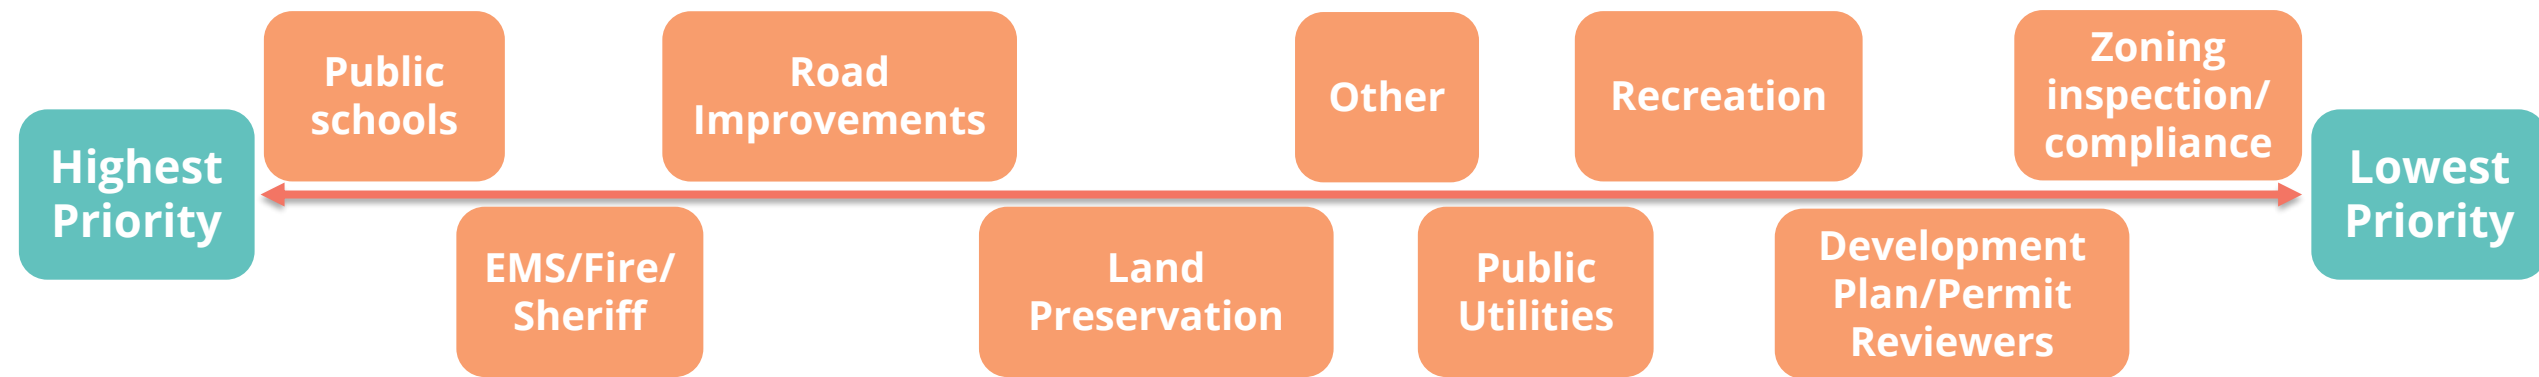 Highest
Priority
Public
schools
EMS/Fire/
Sheriff
Road
Improvements
Land
Preservation
Other
Public
Utilities
Recreation
Development
Plan/Permit
Reviewers
Zoning
inspection/
compliance
Lowest
Priority